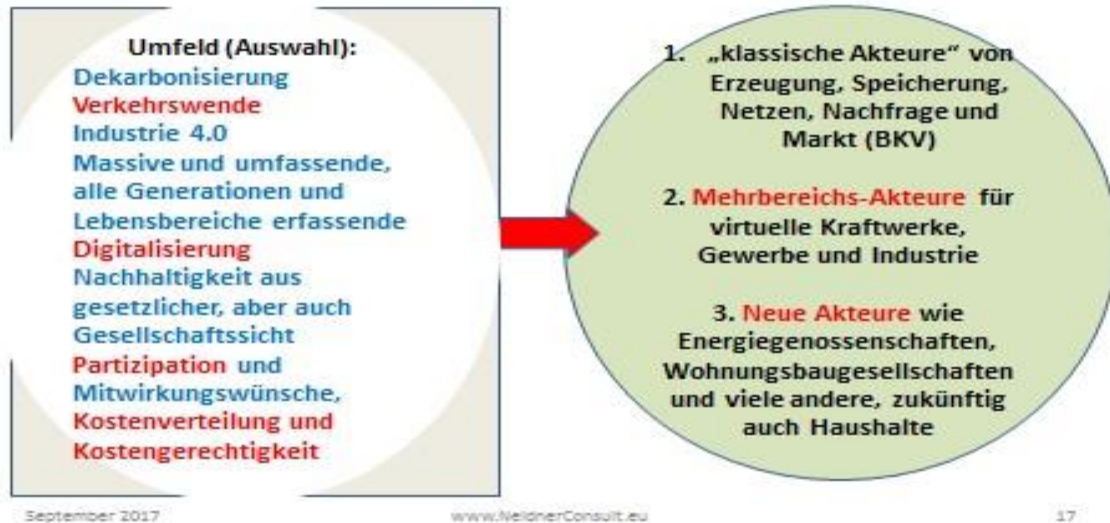 Umfeld (Auswahl):
Dekarbonisierung
Verkehrswende
Industrie 4.0
Massive und umfassende,
alle Generationen und
Lebensbereiche erfassende
Digitalisierung
Nachhaltigkeit aus
gesetzlicher, aber auch
Gesellschaftssicht
Partizipation und
Mitwirkungswünsche,
Kostenverteilung und
Kostengerechtigkeit
1. „klassische Akteure“ von
Erzeugung, Speicherung,
Netzen, Nachfrage und
Markt (BKV)
2. Mehrbereichs-Akteure für
virtuelle Kraftwerke,
Gewerbe und Industrie
3. Neue Akteure wie
Energiegenossenschaften,
Wohnungsbaugesellschaften
und viele andere, zukünftig
auch Haushalte
September 2017
www.NeldnerConsult.eu
17